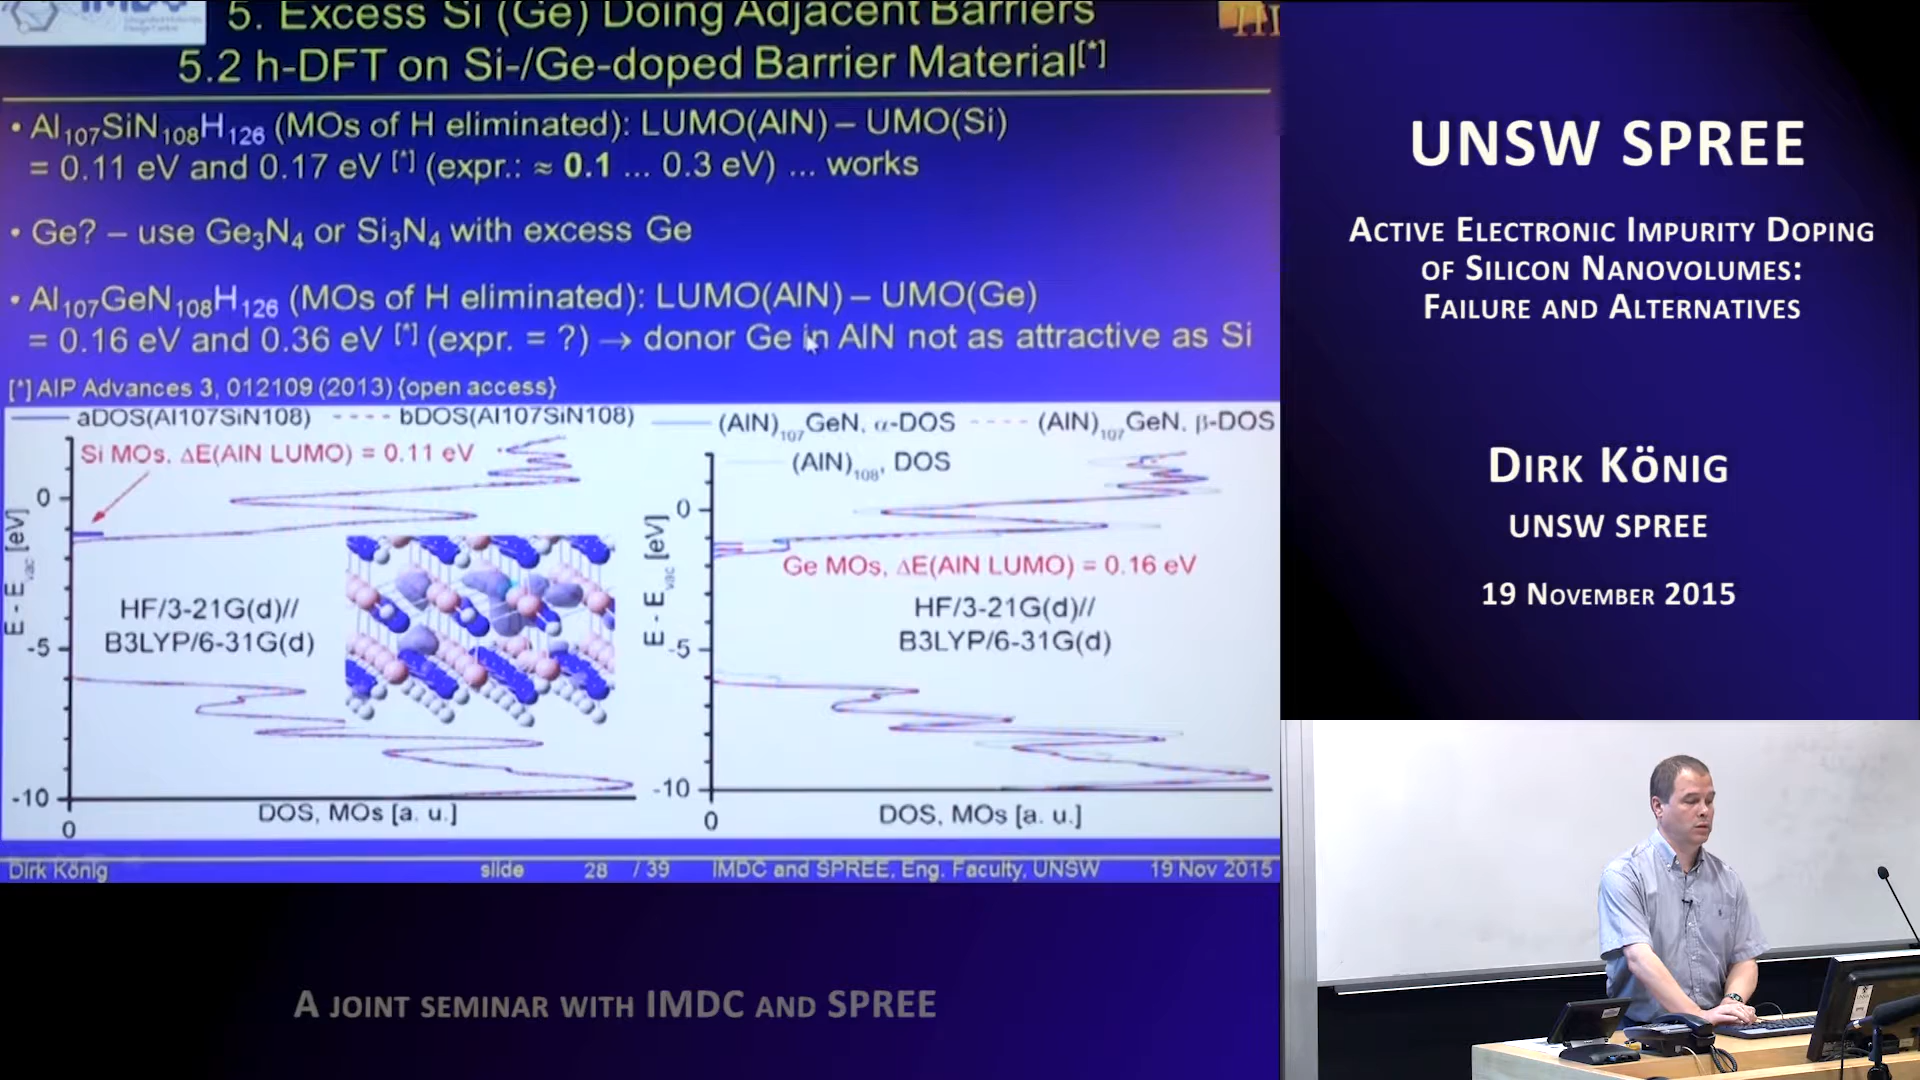 5. Excess Si (Ge) Doing Adjacent Barriers
5.2 h-DFT on Si-/Ge-doped Barrier Material[*]
• Al107SiN108H126 (MOs of H eliminated): LUMO(AlN) – UMO(Si)
= 0.11 eV and 0.17 eV [*] (expr.: ≈ 0.1 ... 0.3 eV) ... works
• Ge? – use Ge3N4 or Si3N4 with excess Ge
• Al107GeN108H126 (MOs of H eliminated): LUMO(AlN) – UMO(Ge)
= 0.16 eV and 0.36 eV [*] (expr. = ?) → donor Ge in AlN not as attractive as Si
[*] AIP Advances 3, 012109 (2013) {open access}
aDOS(Al107SiN108) bDOS(Al107SiN108)
Si MOs, ΔE(AlN LUMO) = 0.11 eV
0
-5
-10
E - Evac [eV]
HF/3-21G(d)//
B3LYP/6-31G(d)
0
DOS, MOs [a. u.]
(AlN)107GeN, α-DOS (AlN)107GeN, β-DOS
(AlN)108, DOS
0
-5
-10
E - Evac [eV]
Ge MOs, ΔE(AlN LUMO) = 0.16 eV
HF/3-21G(d)//
B3LYP/6-31G(d)
0
DOS, MOs [a. u.]
Dirk König slide 28 / 39 IMDC and SPREE, Eng. Faculty, UNSW 19 Nov 2015
UNSW SPREE
Active Electronic Impurity Doping
of Silicon Nanovolumes:
Failure and Alternatives
Dirk König
UNSW SPREE
19 November 2015
A joint seminar with IMDC and SPREE